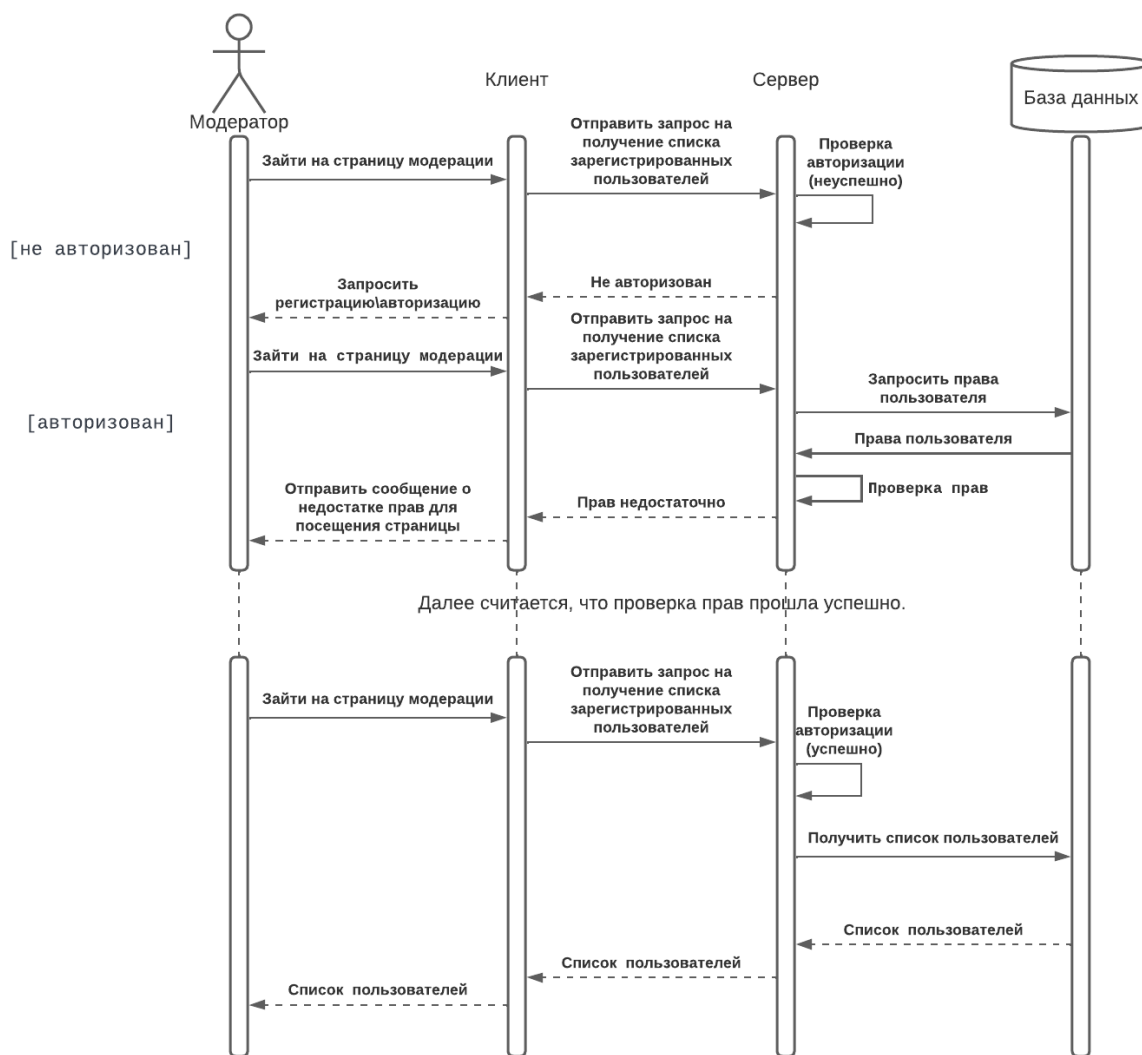 Модератор
Клиент
Сервер
База данных
Зайти на страницу модерации
Отправить запрос на
получение списка
зарегистрированных
пользователей
Проверка
авторизации
(неуспешно)
[не авторизован]
Не авторизован
Запросить
регистрацию\авторизацию
Зайти на страницу модерации
Отправить запрос на
получение списка
зарегистрированных
пользователей
[авторизован]
Запросить права
пользователя
Права пользователя
Проверка прав
Прав недостаточно
Отправить сообщение о
недостатке прав для
посещения страницы
Далее считается, что проверка прав прошла успешно.
Зайти на страницу модерации
Отправить запрос на
получение списка
зарегистрированных
пользователей
Проверка
авторизации
(успешно)
Получить список пользователей
Список пользователей
Список пользователей
Список пользователей